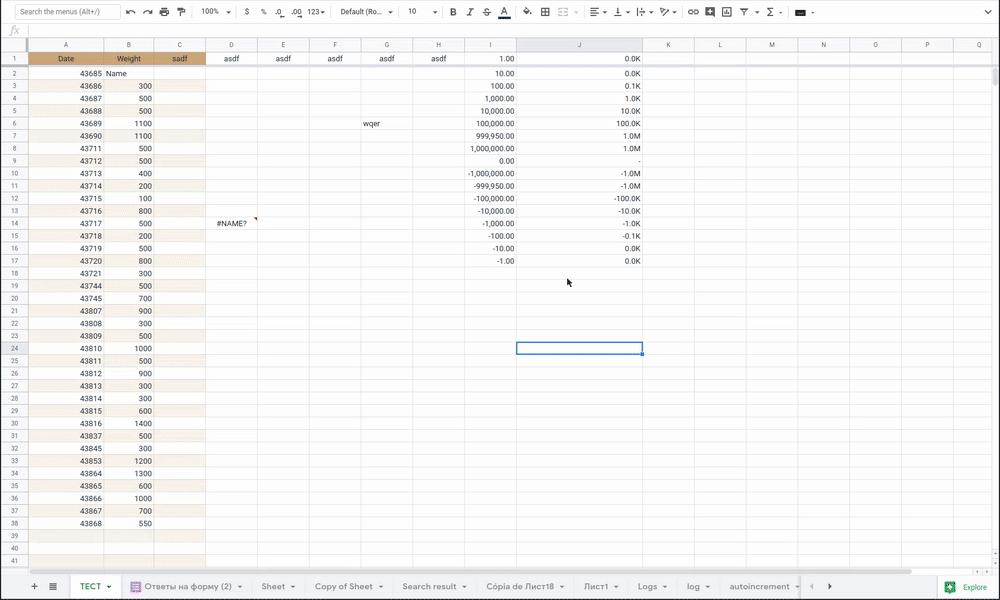 Search the menus (Alt+/) 100% $ % .0 .00 123 Default (Ro... 10 B I S A Σ
fx
A B C D E F G H I J K L M N O P Q
1 Date Weight sadf asdf asdf asdf asdf asdf 1.00 0.0K
2 43685 Name 10.00 0.0K
3 43686 300 100.00 0.1K
4 43687 500 1,000.00 1.0K
5 43688 500 10,000.00 10.0K
6 43689 1100 wqer 100,000.00 100.0K
7 43690 1100 999,950.00 1.0M
8 43711 500 1,000,000.00 1.0M
9 43712 500 0.00 -
10 43713 400 -1,000,000.00 -1.0M
11 43714 200 -999,950.00 -1.0M
12 43715 100 -100,000.00 -100.0K
13 43716 800 -10,000.00 -10.0K
14 43717 500 #NAME? -1,000.00 -1.0K
15 43718 200 -100.00 -0.1K
16 43719 500 -10.00 0.0K
17 43720 800 -1.00 0.0K
18 43721 300
19 43744 500
20 43745 700
21 43807 900
22 43808 300
23 43809 500
24 43810 1000
25 43811 500
26 43812 900
27 43813 300
28 43814 300
29 43815 600
30 43816 1400
31 43837 500
32 43845 300
33 43853 1200
34 43864 1300
35 43865 600
36 43866 1000
37 43867 700
38 43868 550
39
40
41
+ ТЕСТ Ответы на форму (2) Sheet Copy of Sheet Search result Cópia de Лист18 Лист1 Logs log autoincrement Explore